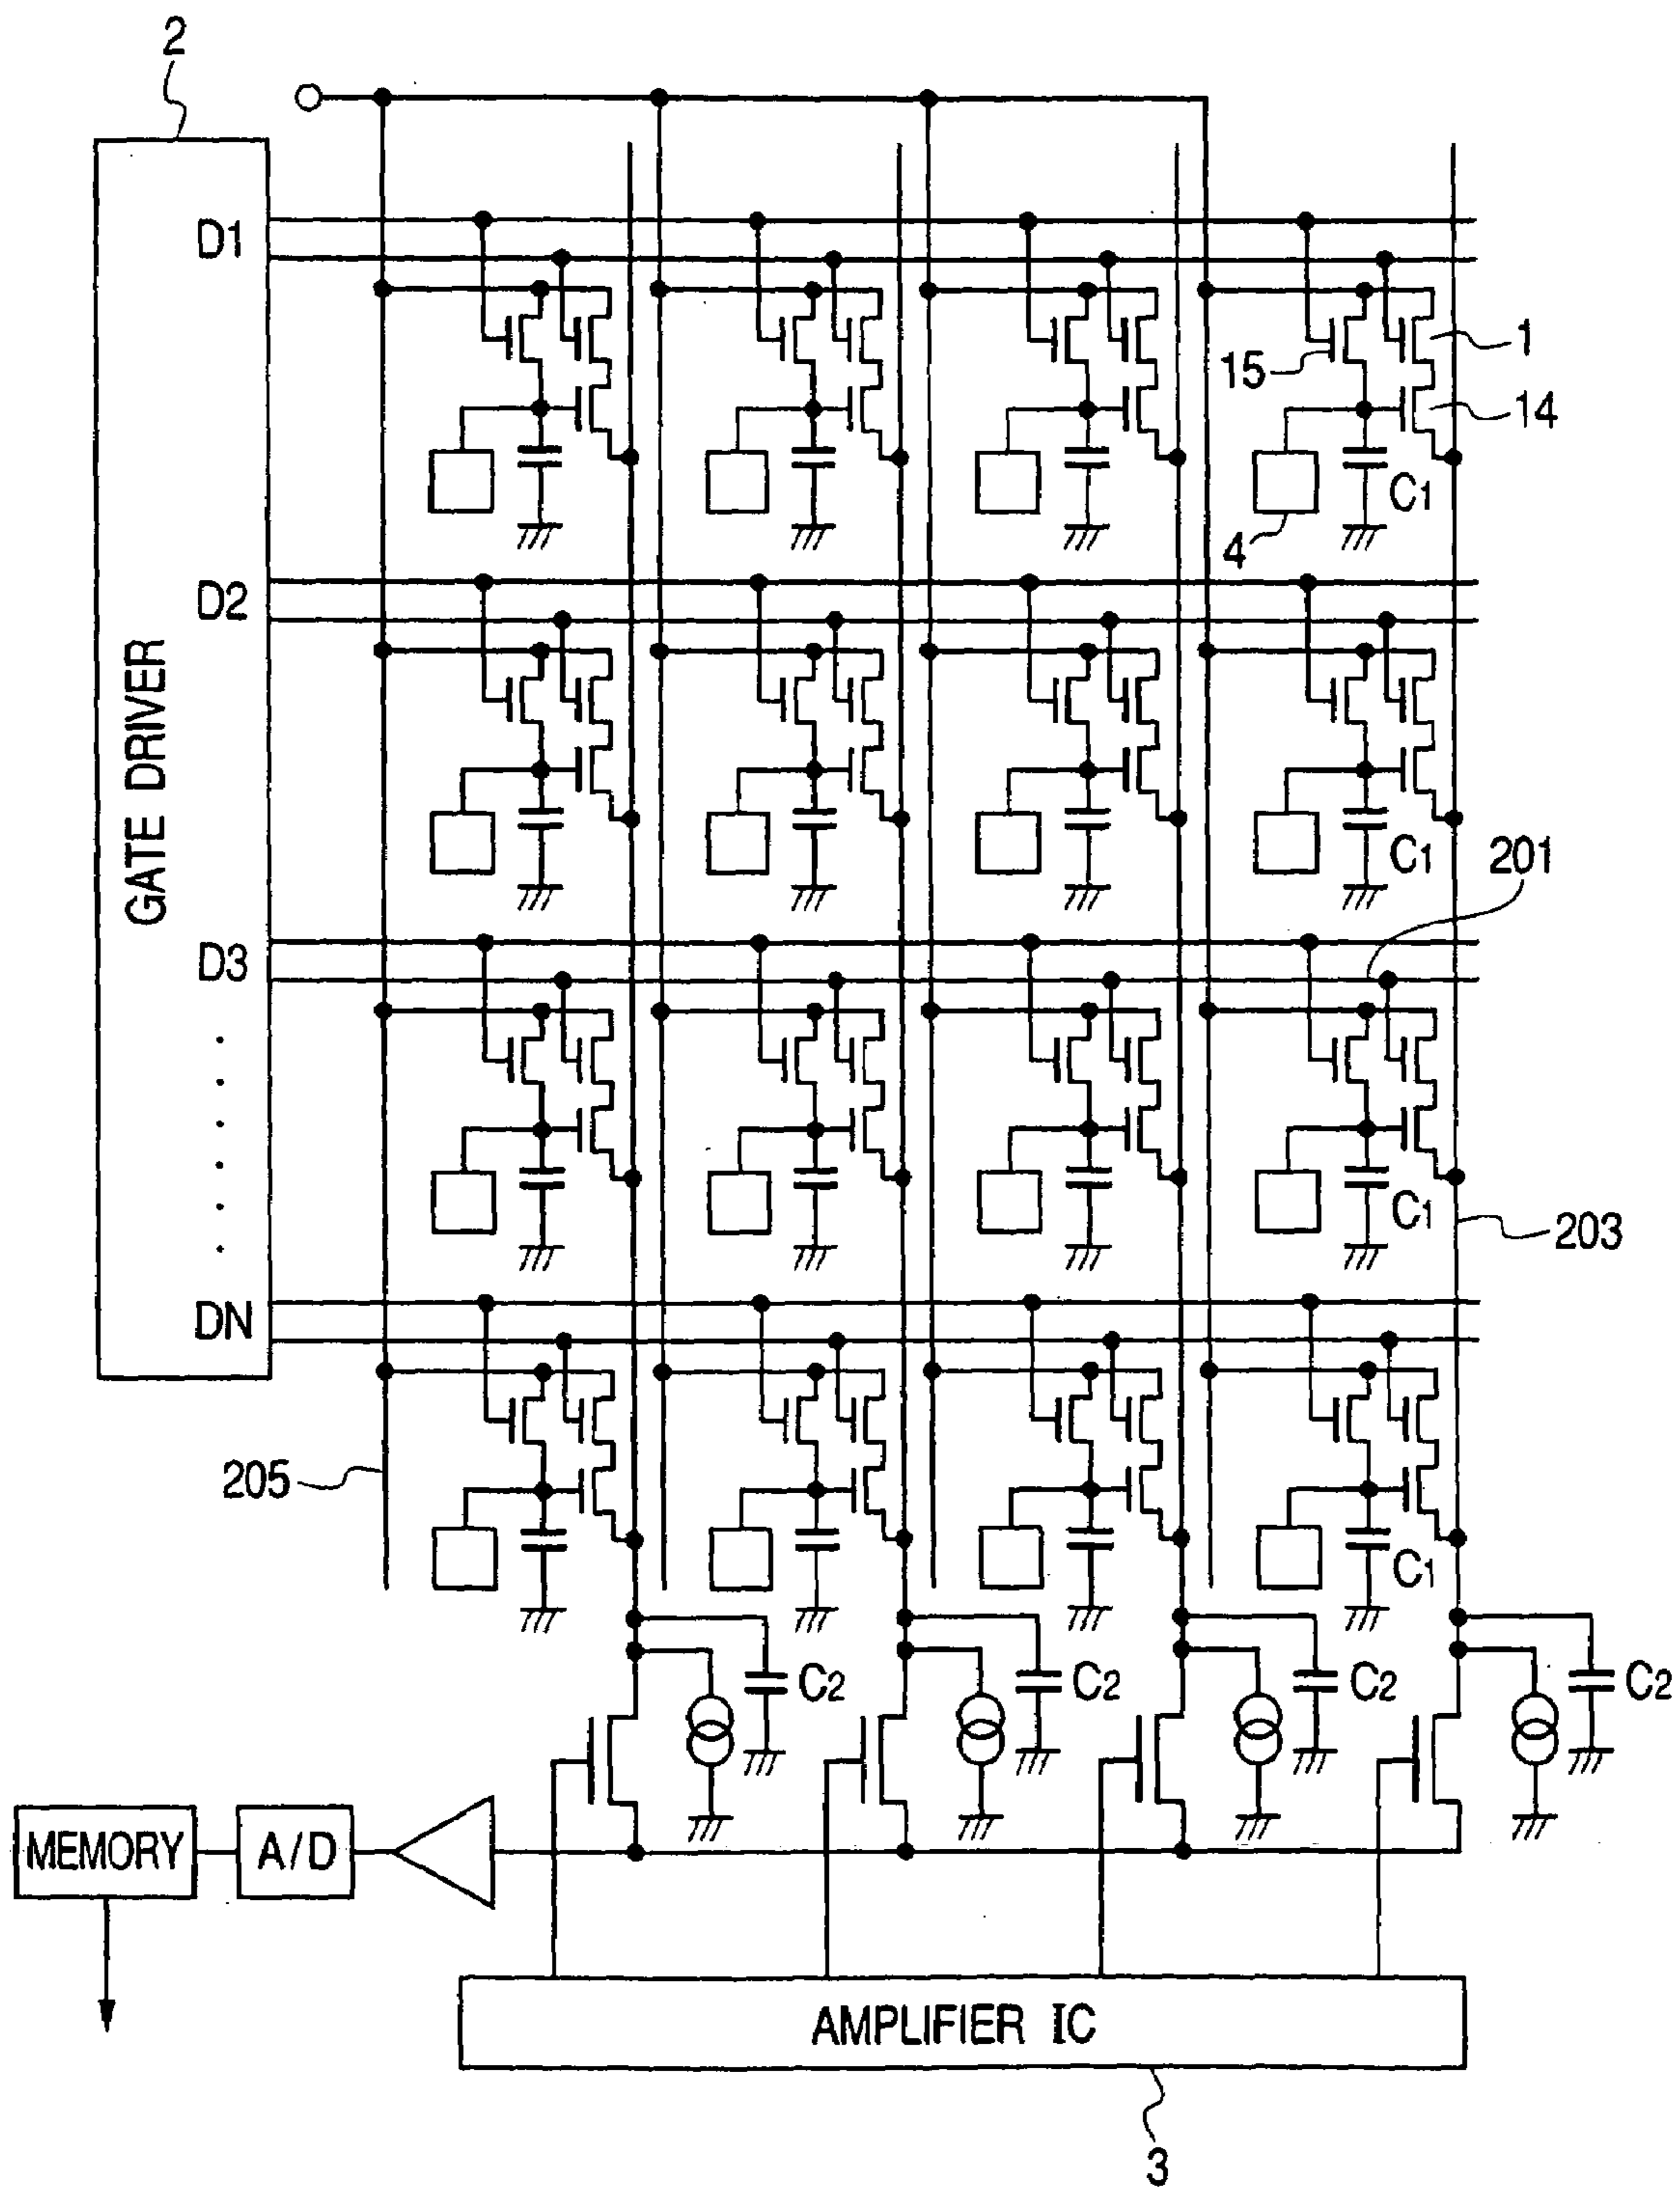 2
D1
1
15
14
C1
4
D2
GATE DRIVER
C1
201
D3
C1
203
DN
205
C1
C2
C2
C2
C2
MEMORY
A/D
AMPLIFIER IC
3